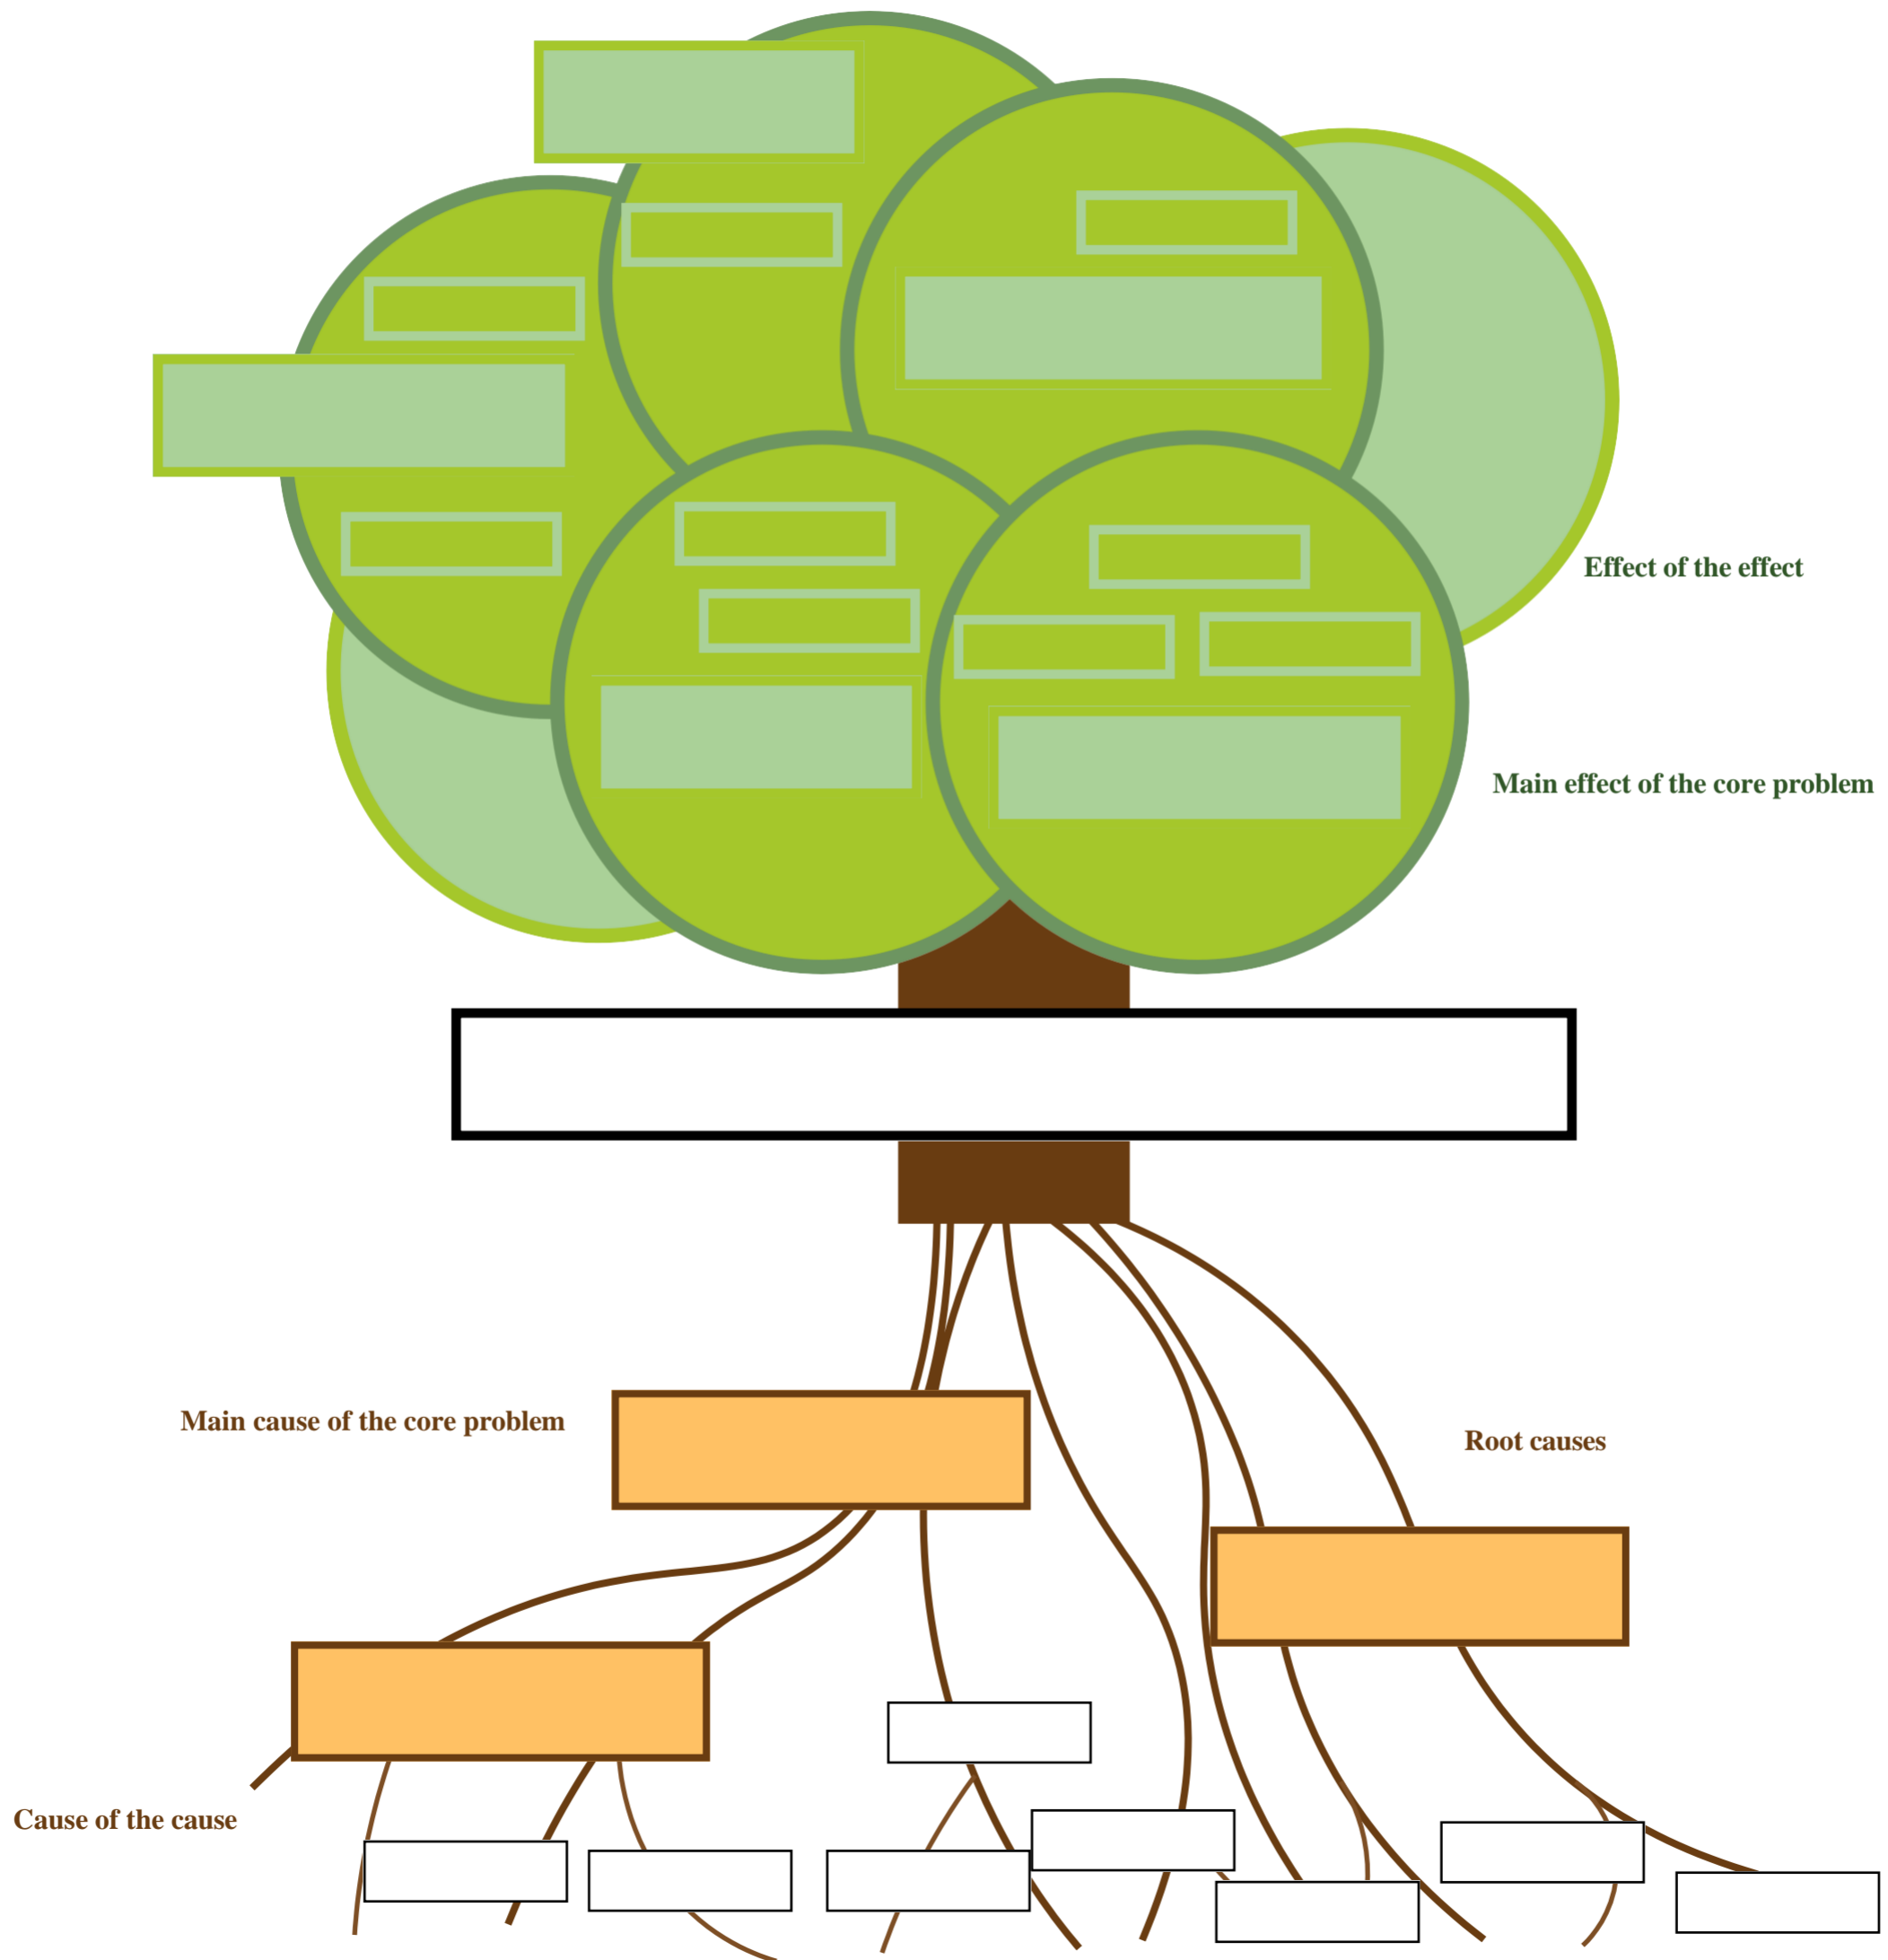 Effect of the effect
Main effect of the core problem
Main cause of the core problem
Root causes
Cause of the cause